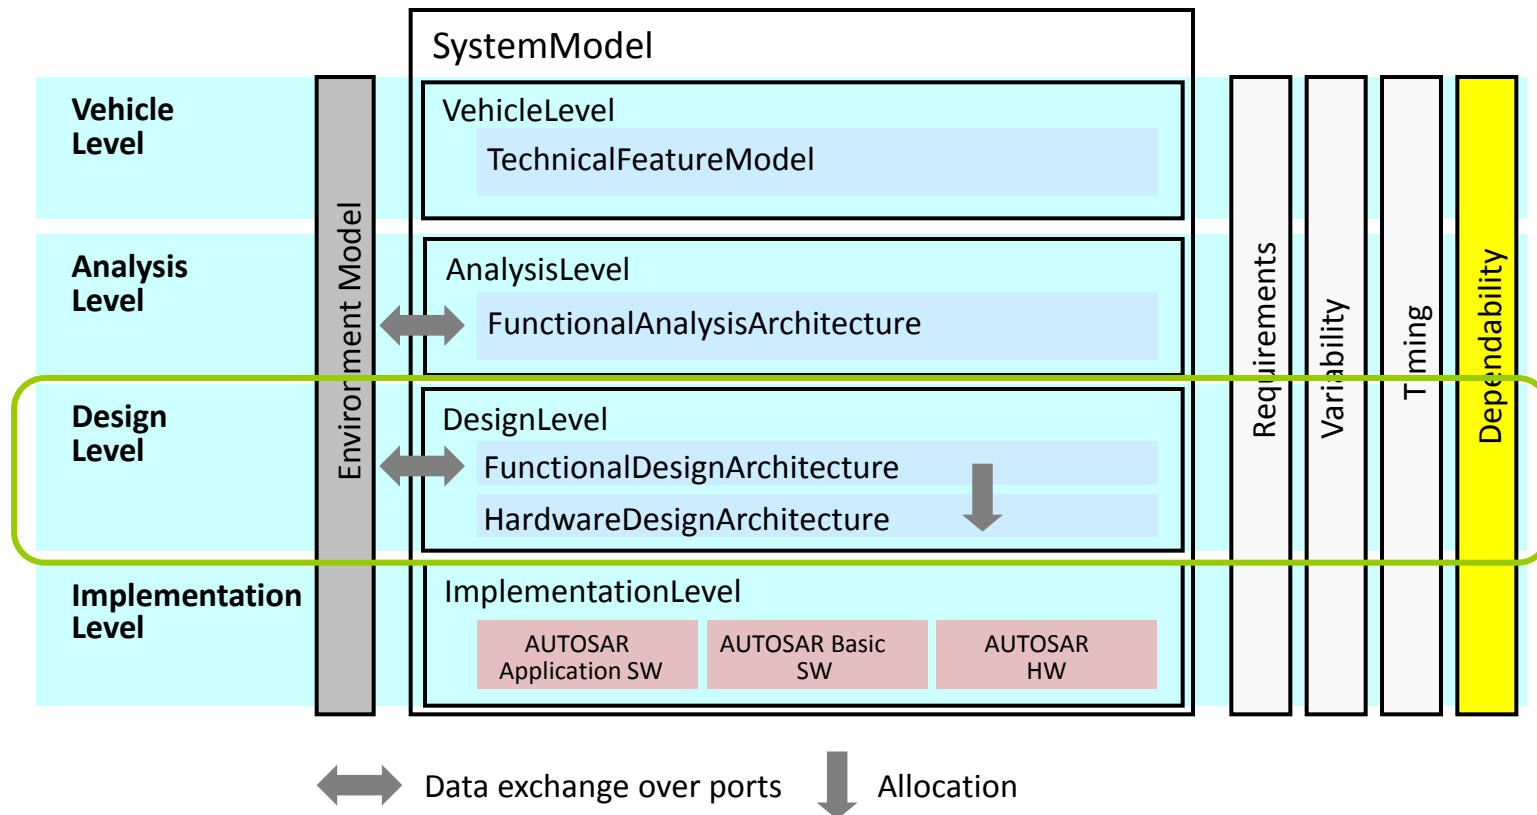 SystemModel
Vehicle
Level
VehicleLevel
TechnicalFeatureModel
Analysis
Level
AnalysisLevel
FunctionalAnalysisArchitecture
Design
Level
DesignLevel
FunctionalDesignArchitecture
HardwareDesignArchitecture
Implementation
Level
ImplementationLevel
AUTOSAR
Application SW
AUTOSAR Basic
SW
AUTOSAR
HW
Environment Model
Requirements
Variability
Timing
Dependability
Data exchange over ports
Allocation